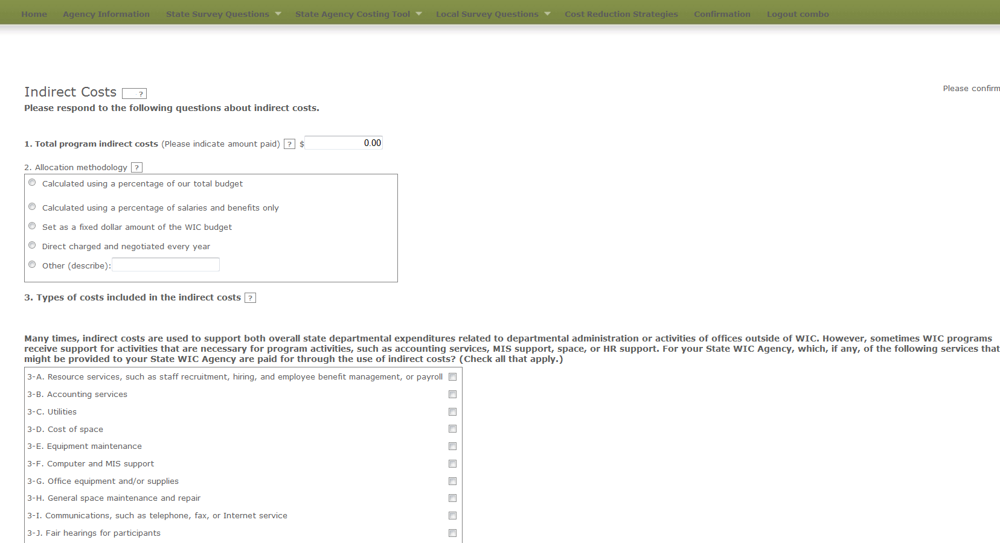 Home Agency Information State Survey Questions State Agency Costing Tool Local Survey Questions Cost Reduction Strategies Confirmation Logout combo
Indirect Costs ?
Please confirm
Please respond to the following questions about indirect costs.
1. Total program indirect costs (Please indicate amount paid) ? $ 0.00
2. Allocation methodology ?
Calculated using a percentage of our total budget
Calculated using a percentage of salaries and benefits only
Set as a fixed dollar amount of the WIC budget
Direct charged and negotiated every year
Other (describe):
3. Types of costs included in the indirect costs ?
Many times, indirect costs are used to support both overall state departmental expenditures related to departmental administration or activities of offices outside of WIC. However, sometimes WIC programs
receive support for activities that are necessary for program activities, such as accounting services, MIS support, space, or HR support. For your State WIC Agency, which, if any, of the following services that
might be provided to your State WIC Agency are paid for through the use of indirect costs? (Check all that apply.)
3-A. Resource services, such as staff recruitment, hiring, and employee benefit management, or payroll
3-B. Accounting services
3-C. Utilities
3-D. Cost of space
3-E. Equipment maintenance
3-F. Computer and MIS support
3-G. Office equipment and/or supplies
3-H. General space maintenance and repair
3-I. Communications, such as telephone, fax, or Internet service
3-J. Fair hearings for participants